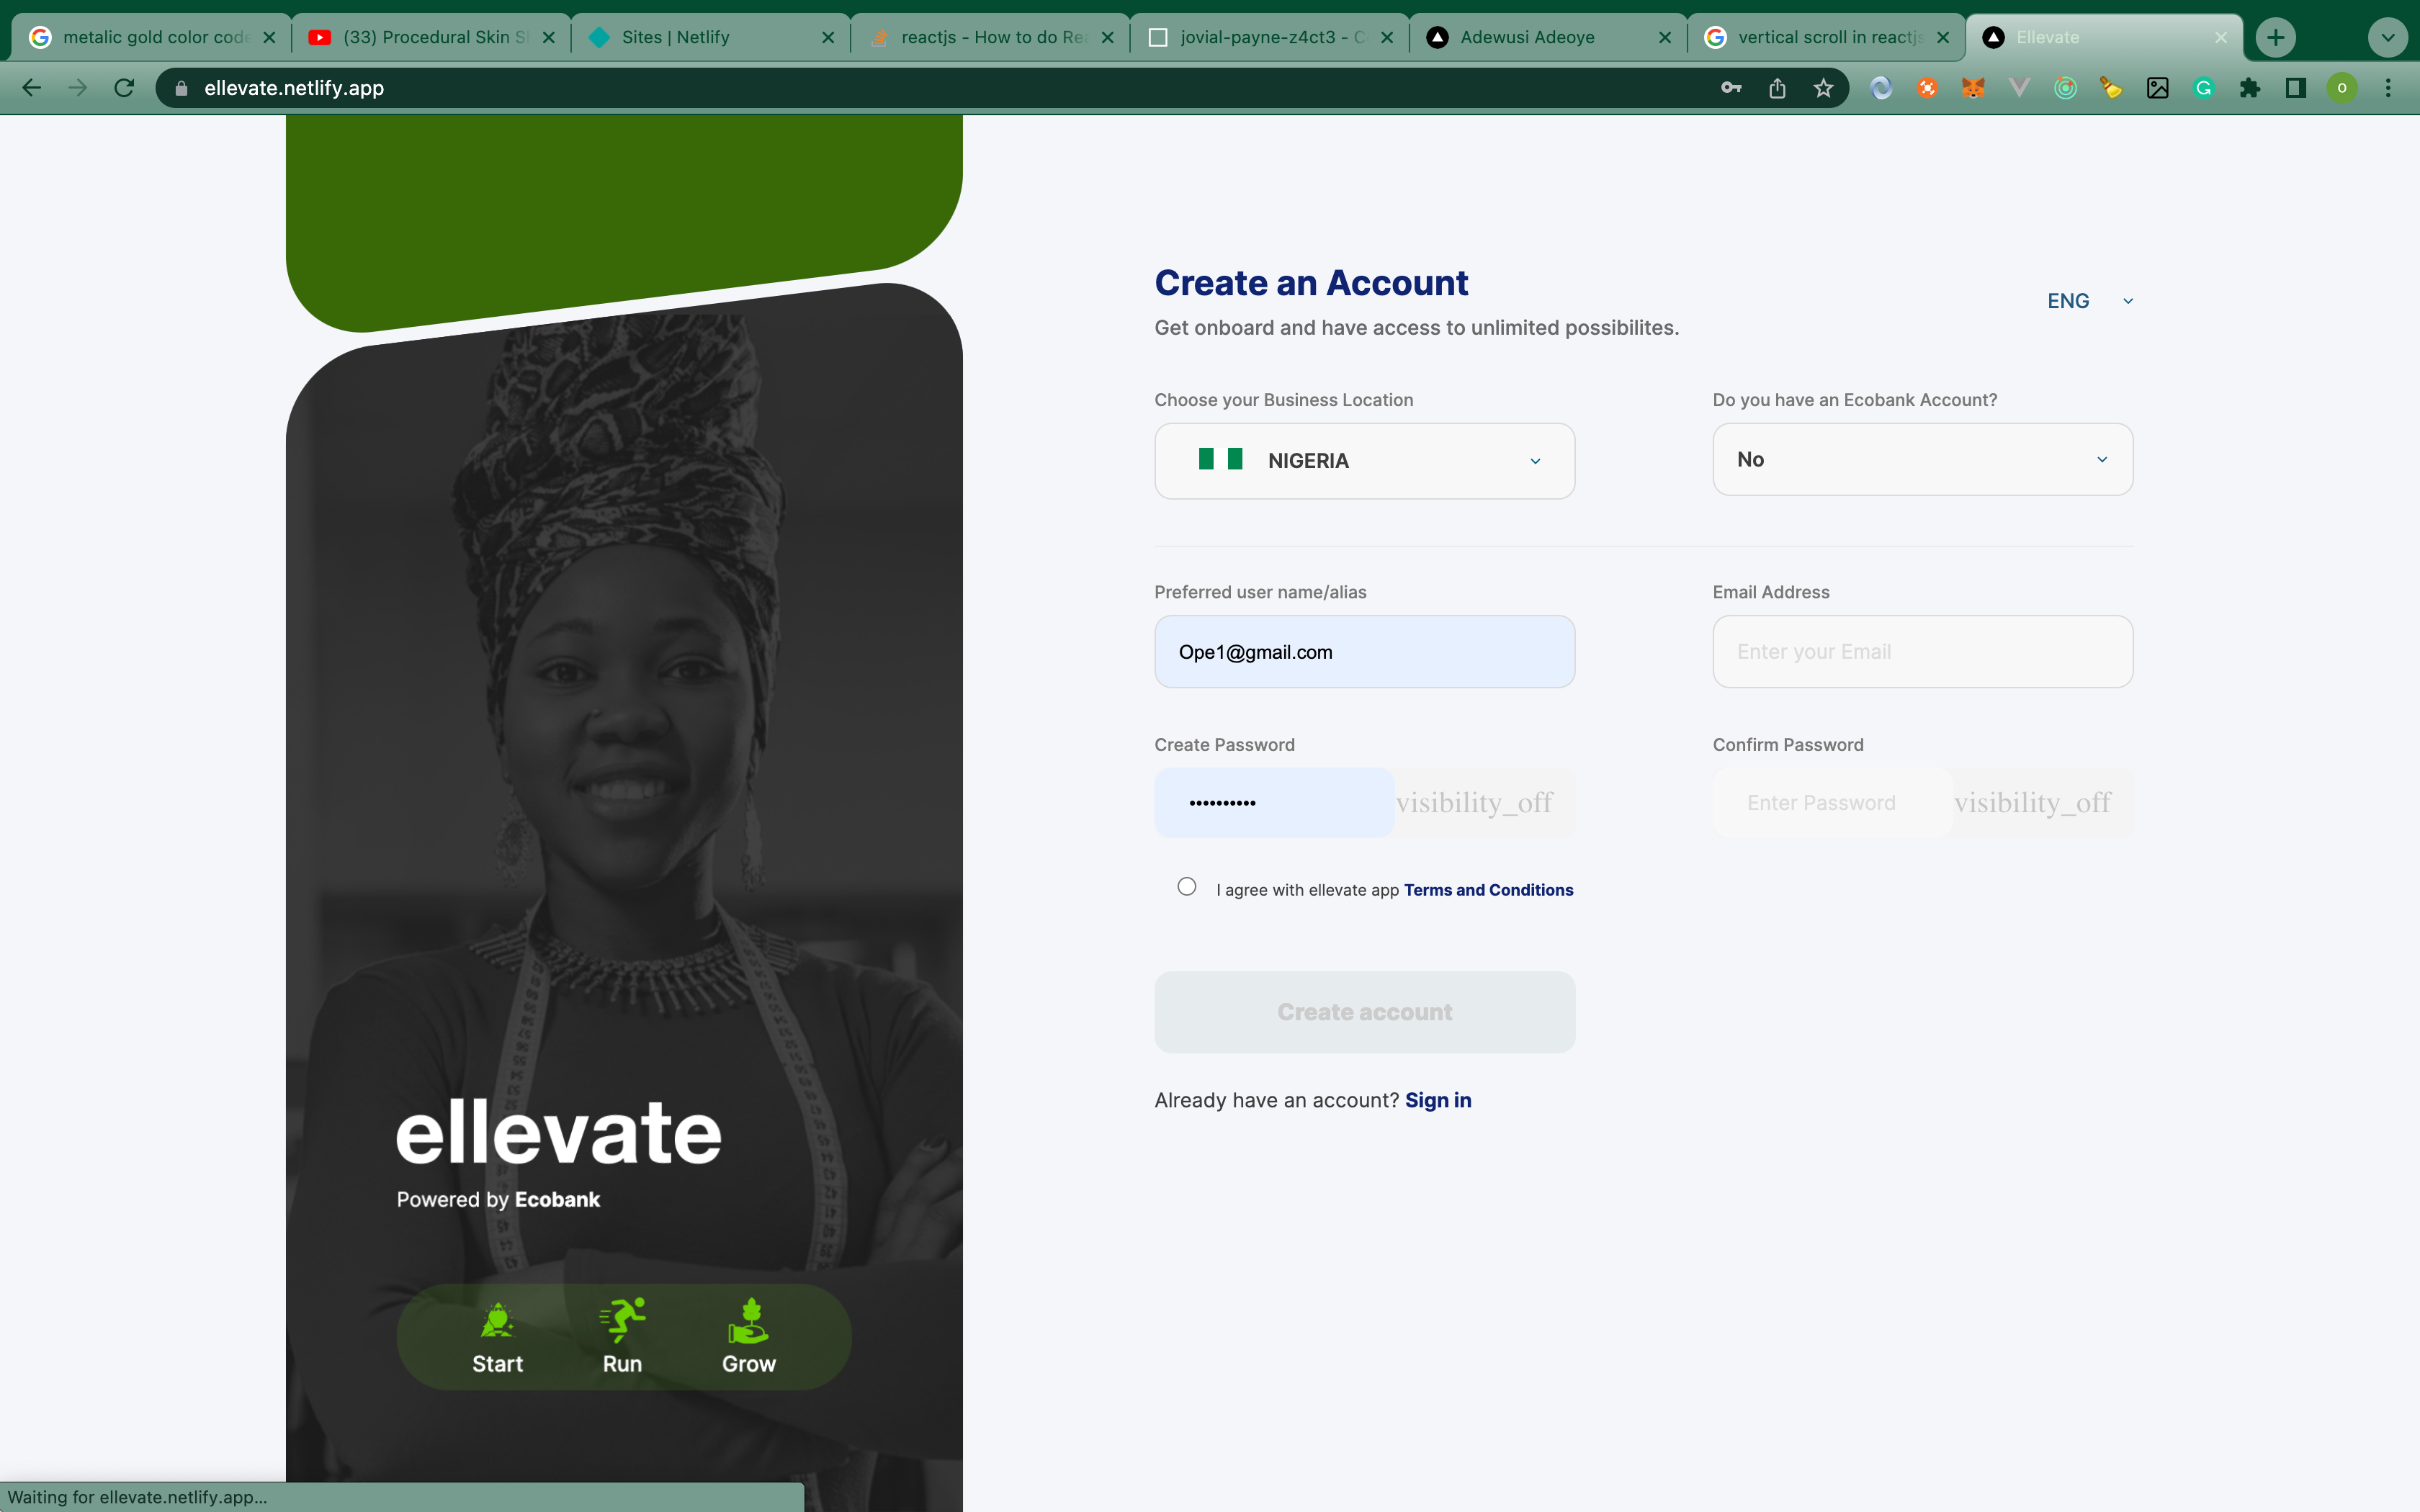 metalic gold color code
(33) Procedural Skin S
Sites | Netlify
reactjs - How to do Rea
jovial-payne-z4ct3 - C
Adewusi Adeoye
vertical scroll in reactjs
Ellevate
ellevate.netlify.app
Create an Account
ENG
Get onboard and have access to unlimited possibilites.
Choose your Business Location
Do you have an Ecobank Account?
NIGERIA
No
Preferred user name/alias
Email Address
Ope1@gmail.com
Enter your Email
Create Password
Confirm Password
••••••••••
visibility_off
Enter Password
visibility_off
I agree with ellevate app Terms and Conditions
Create account
Already have an account? Sign in
ellevate
Powered by Ecobank
Start
Run
Grow
Waiting for ellevate.netlify.app...